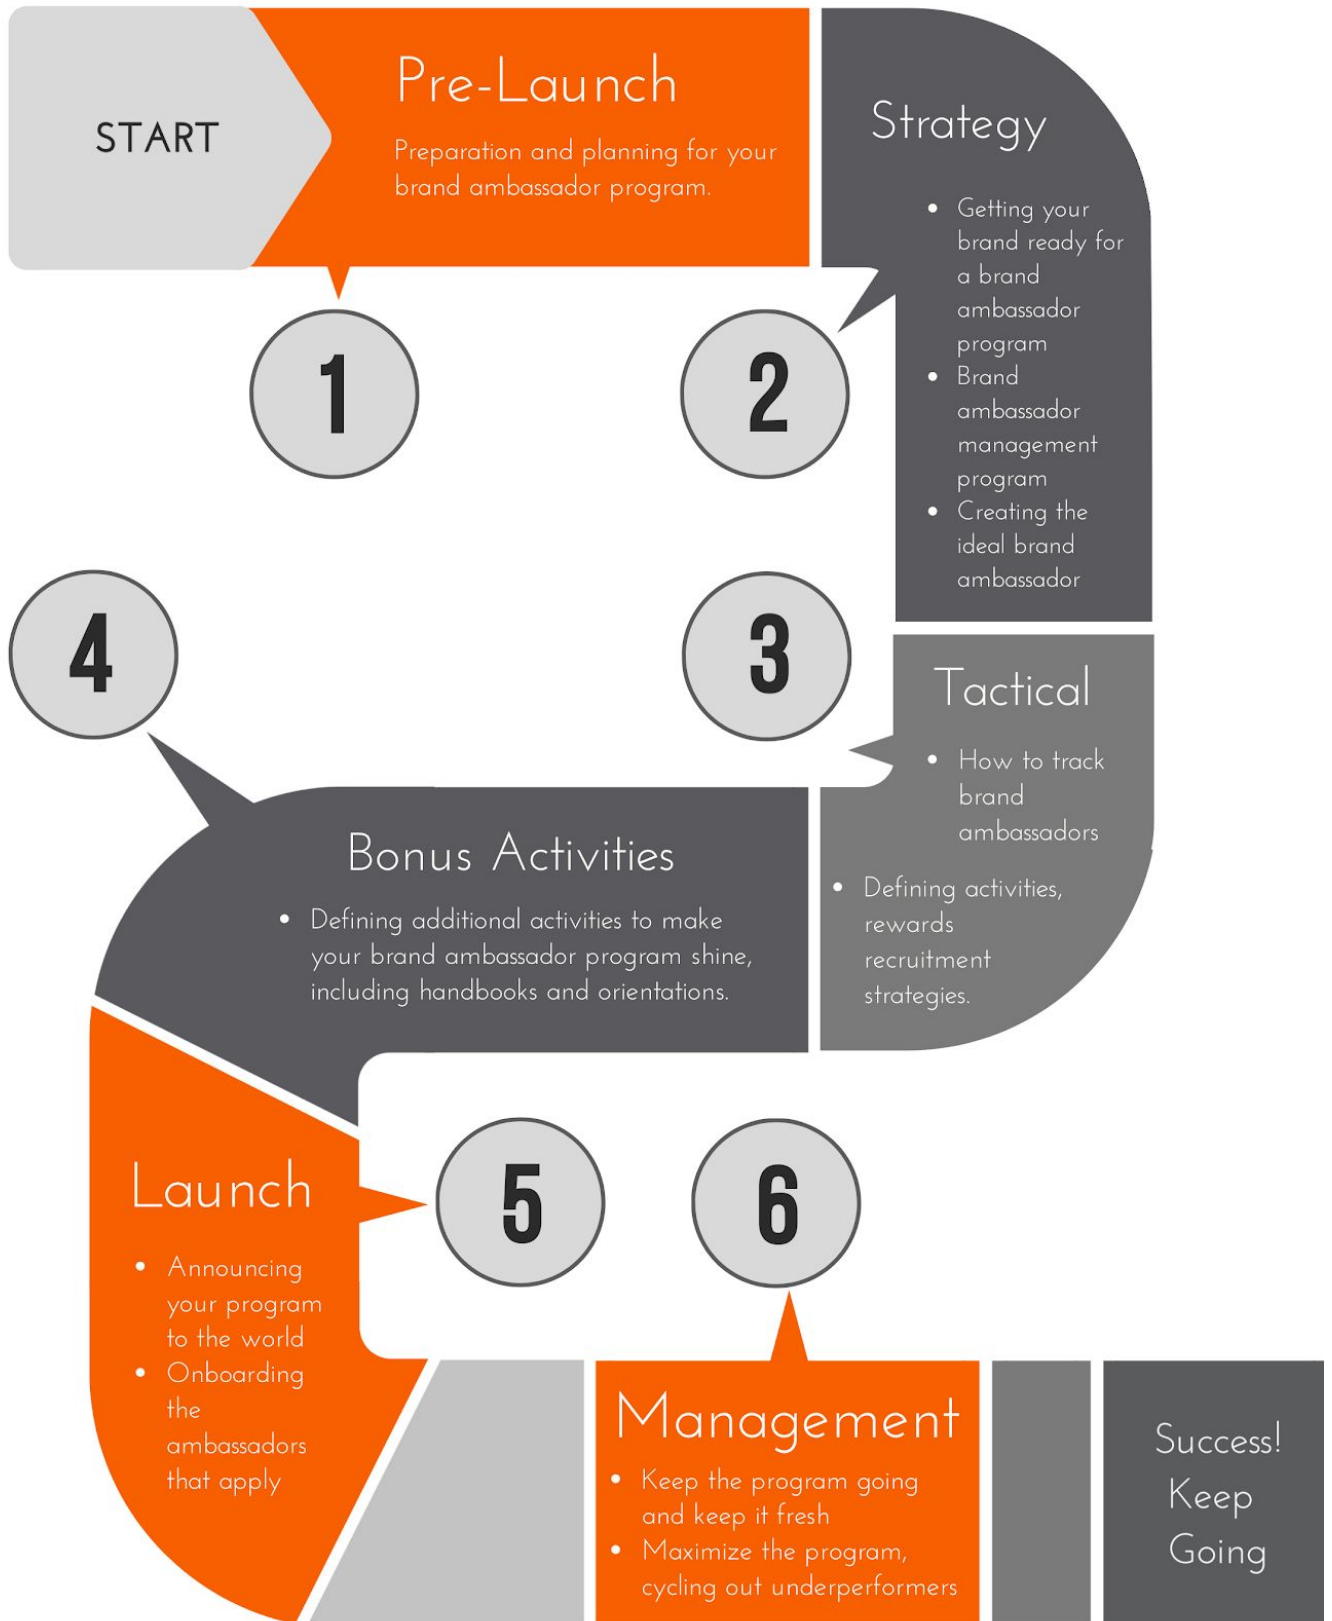 START
Pre-Launch
Preparation and planning for your
brand ambassador program.
1
Strategy
• Getting your
brand ready for
a brand
ambassador
program
• Brand
ambassador
management
program
• Creating the
ideal brand
ambassador
2
3
Tactical
• How to track
brand
ambassadors
• Defining activities,
rewards
recruitment
strategies.
4
Bonus Activities
• Defining additional activities to make
your brand ambassador program shine,
including handbooks and orientations.
Launch
• Announcing
your program
to the world
• Onboarding
the
ambassadors
that apply
5
6
Management
• Keep the program going
and keep it fresh
• Maximize the program,
cycling out underperformers
Success!
Keep
Going